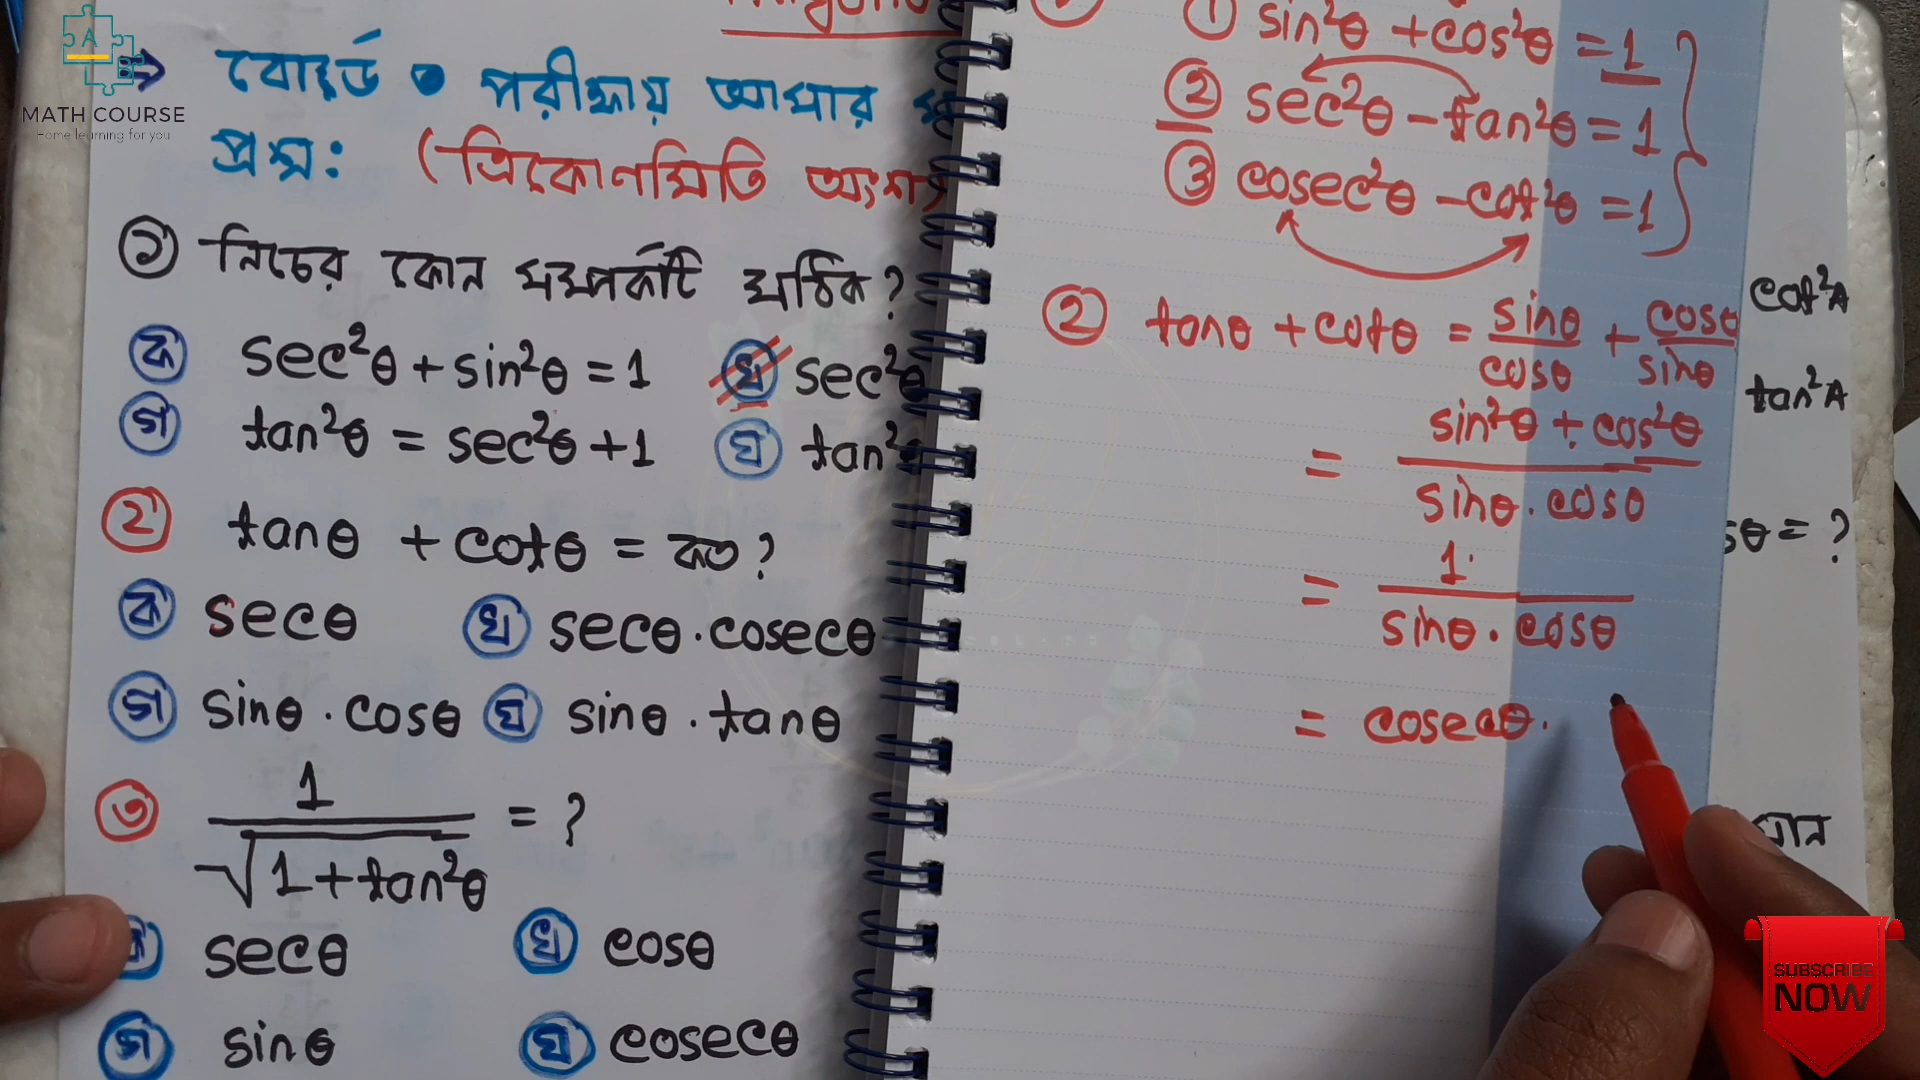 A
B
MATH COURSE
Home learning for you
বোর্ডে পরীক্ষায় আসার
প্রশ্ন: (ত্রিকোণমিতি অংশ)
১ নিচের কোন সম্পর্কটি সঠিক?
ক sec²θ + sin²θ = 1 খ sec²θ
গ tan²θ = sec²θ + 1 ঘ tan²θ
২ tanθ + cotθ = কত?
ক secθ খ secθ.cosecθ
গ sinθ.cosθ ঘ sinθ.tanθ
৩ 1/√(1+tan²θ) = ?
ক secθ খ cosθ
গ sinθ ঘ cosecθ
① sin²θ + cos²θ = 1
② sec²θ - tan²θ = 1
③ cosec²θ - cot²θ = 1
② tanθ + cotθ = sinθ/cosθ + cosθ/sinθ
= (sin²θ + cos²θ)/(sinθ.cosθ)
= 1/(sinθ.cosθ)
= cosecθ.
cot²A
tan²A
θ = ?
মান
SUBSCRIBE
NOW